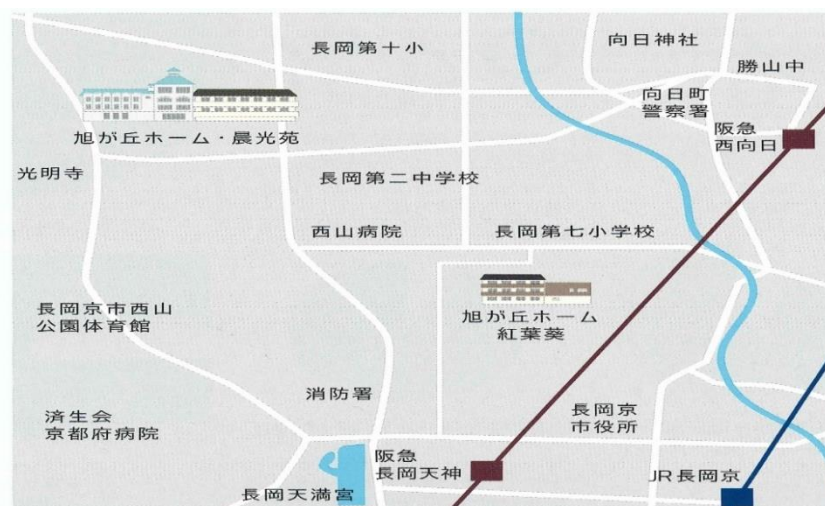 長岡第十小
向日神社
勝山中
向日町
警察署
阪急
西向日
旭が丘ホーム・晨光苑
光明寺
長岡第二中学校
西山病院
長岡第七小学校
長岡京市西山
公園体育館
旭が丘ホーム
紅葉葵
消防署
長岡京
市役所
済生会
京都府病院
阪急
長岡天神
JR長岡京
長岡天満宮